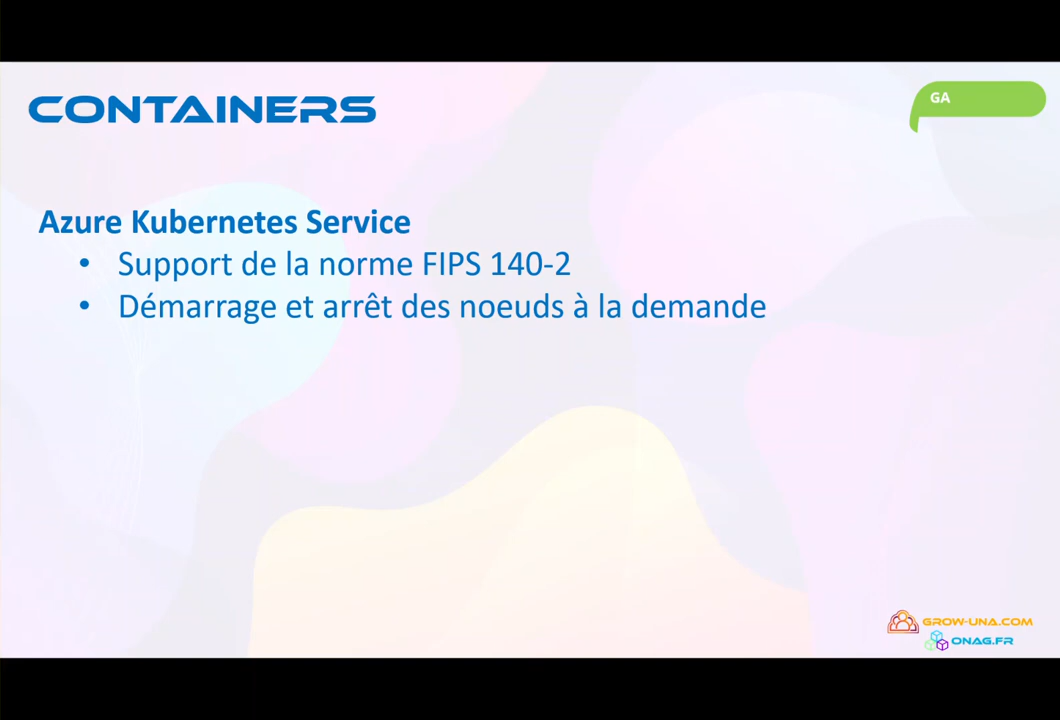 CONTAINERS
GA
Azure Kubernetes Service
• Support de la norme FIPS 140-2
• Démarrage et arrêt des noeuds à la demande
GROW-UNA.COM
ONAG.FR